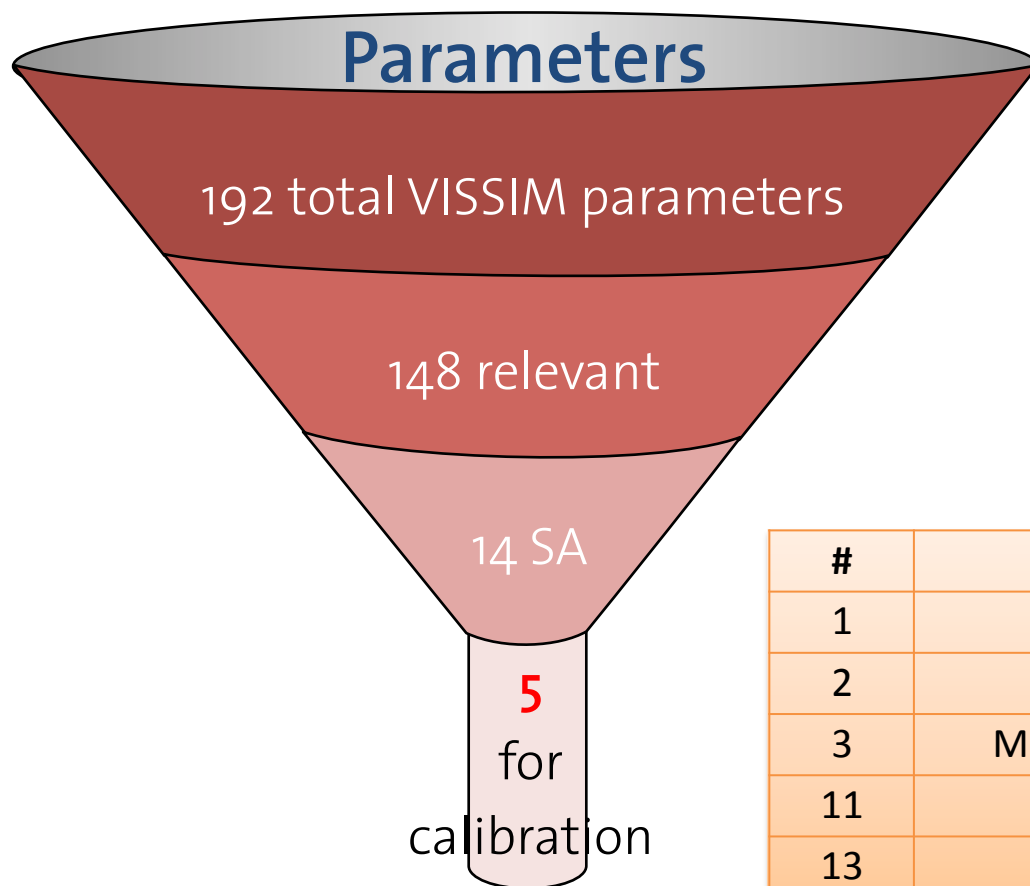 Parameters
192 total VISSIM parameters
148 relevant
14 SA
5
for
calibration
#
1
2
3 M
11
13